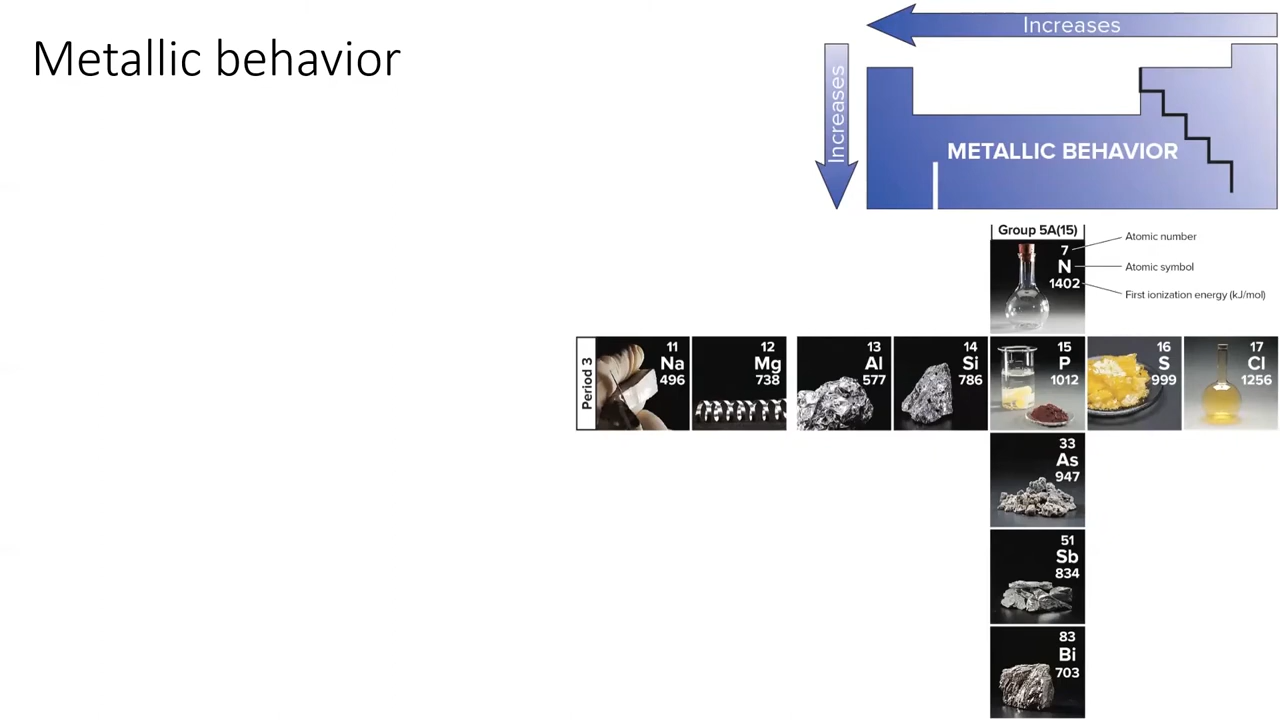 Metallic behavior
Increases
Increases
METALLIC BEHAVIOR
Group 5A(15)
7
N
1402
Atomic number
Atomic symbol
First ionization energy (kJ/mol)
Period 3
11
Na
496
12
Mg
738
13
Al
577
14
Si
786
15
P
1012
16
S
999
17
Cl
1256
33
As
947
51
Sb
834
83
Bi
703